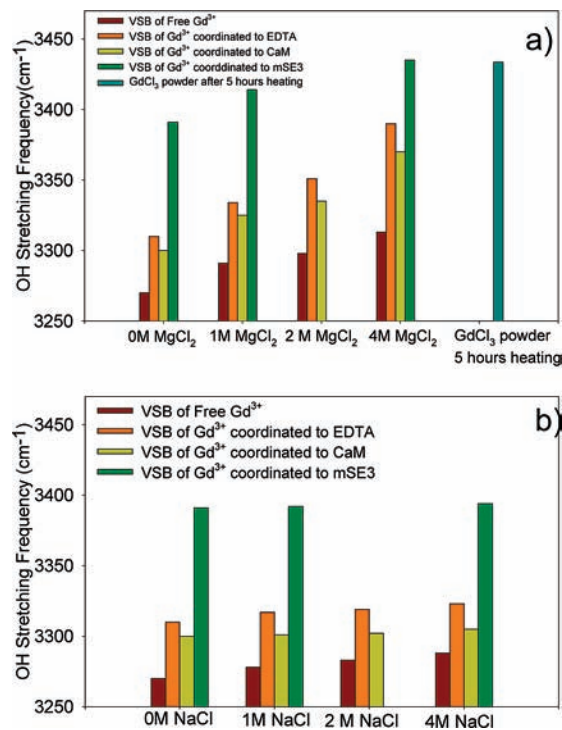 a)
VSB of Free Gd³⁺
VSB of Gd³⁺ coordinated to EDTA
VSB of Gd³⁺ coordinated to CaM
VSB of Gd³⁺ corddinated to mSE3
GdCl₃ powder after 5 hours heating
OH Stretching Frequency(cm⁻¹)
3450
3400
3350
3300
3250
0M MgCl₂ 1M MgCl₂ 2 M MgCl₂ 4M MgCl₂ GdCl₃ powder
5 hours heating
b)
VSB of Free Gd³⁺
VSB of Gd³⁺ coordinated to EDTA
VSB of Gd³⁺ coordinated to CaM
VSB of Gd³⁺ coordinated to mSE3
OH Stretching Frequency (cm⁻¹)
3450
3400
3350
3300
3250
0M NaCl 1M NaCl 2 M NaCl 4M NaCl